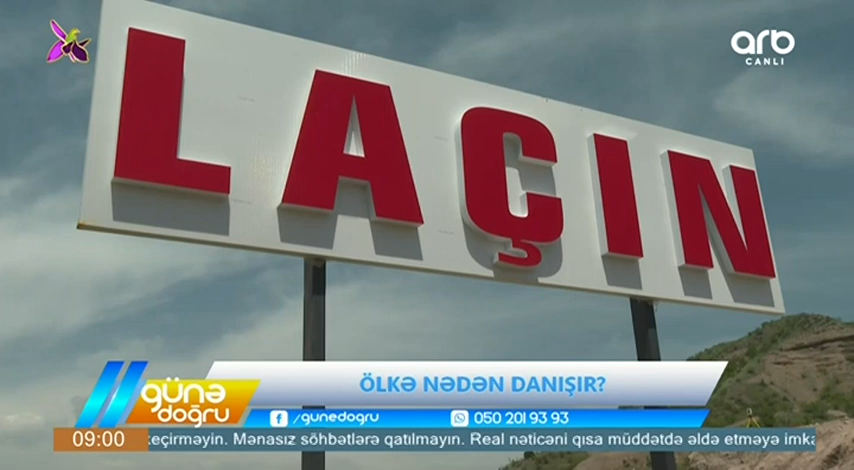 arb
CANLI
LAÇIN
ÖLKƏ NƏDƏN DANIŞIR?
günə
doğru
/gunedogru
050 201 93 93
09:00
keçirməyin. Mənasız söhbətlərə qatılmayın. Real nəticəni qısa müddətdə əldə etməyə imka